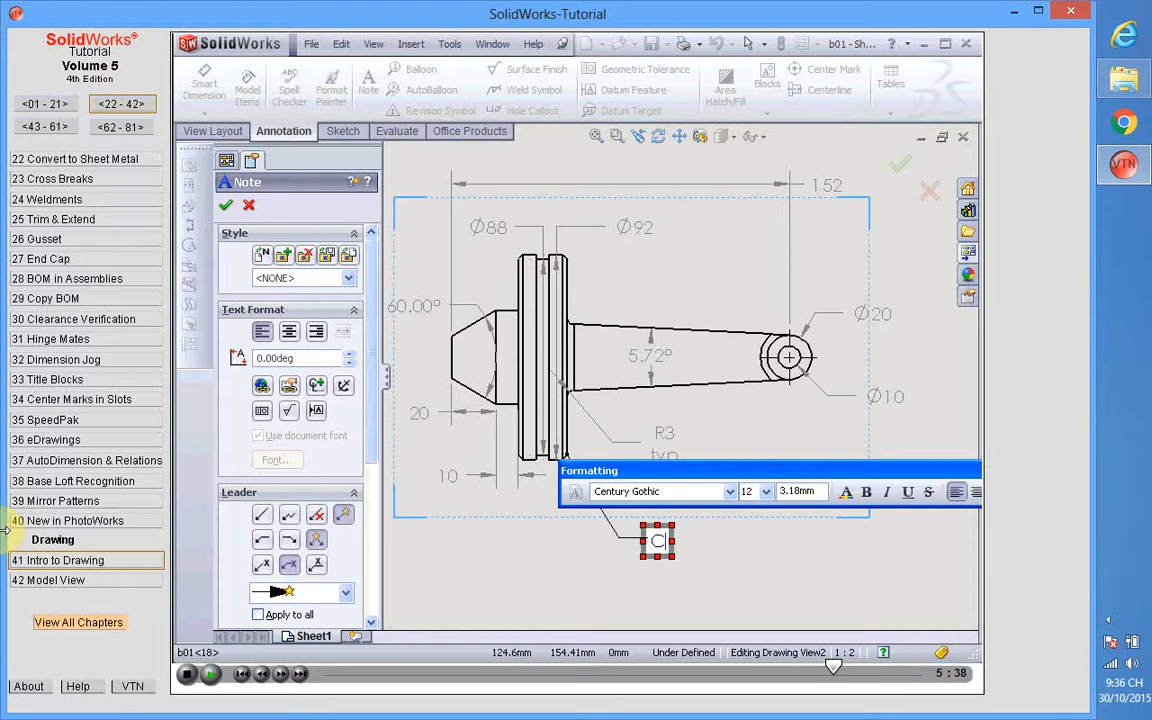 SolidWorks-Tutorial
SolidWorks®
Tutorial
Volume 5
4th Edition
<01 - 21>
<22 - 42>
<43 - 61>
<62 - 81>
22 Convert to Sheet Metal
23 Cross Breaks
24 Weldments
25 Trim & Extend
26 Gusset
27 End Cap
28 BOM in Assemblies
29 Copy BOM
30 Clearance Verification
31 Hinge Mates
32 Dimension Jog
33 Title Blocks
34 Center Marks in Slots
35 SpeedPak
36 eDrawings
37 AutoDimension & Relations
38 Base Loft Recognition
39 Mirror Patterns
40 New in PhotoWorks
Drawing
41 Intro to Drawing
42 Model View
View All Chapters
About
Help
VTN
SolidWorks
File
Edit
View
Insert
Tools
Window
Help
b01 - Sh...
Smart
Dimension
Model
Items
Spell
Checker
Format
Painter
Note
Balloon
AutoBalloon
Revision Symbol
Surface Finish
Weld Symbol
Hole Callout
Geometric Tolerance
Datum Feature
Datum Target
Area
Hatch/Fill
Blocks
Center Mark
Centerline
Tables
View Layout
Annotation
Sketch
Evaluate
Office Products
Note
Style
<NONE>
Text Format
0.00deg
Use document font
Font...
Leader
Apply to all
152
Ø88
Ø92
60.00°
5.72°
Ø20
Ø10
20
10
R3
typ
Formatting
Century Gothic
12
3.18mm
A B I U S
C
Sheet1
b01<18>
124.6mm
154.41mm
0mm
Under Defined
Editing Drawing View2
1 : 2
5 : 38
VTN
9:36 CH
30/10/2015